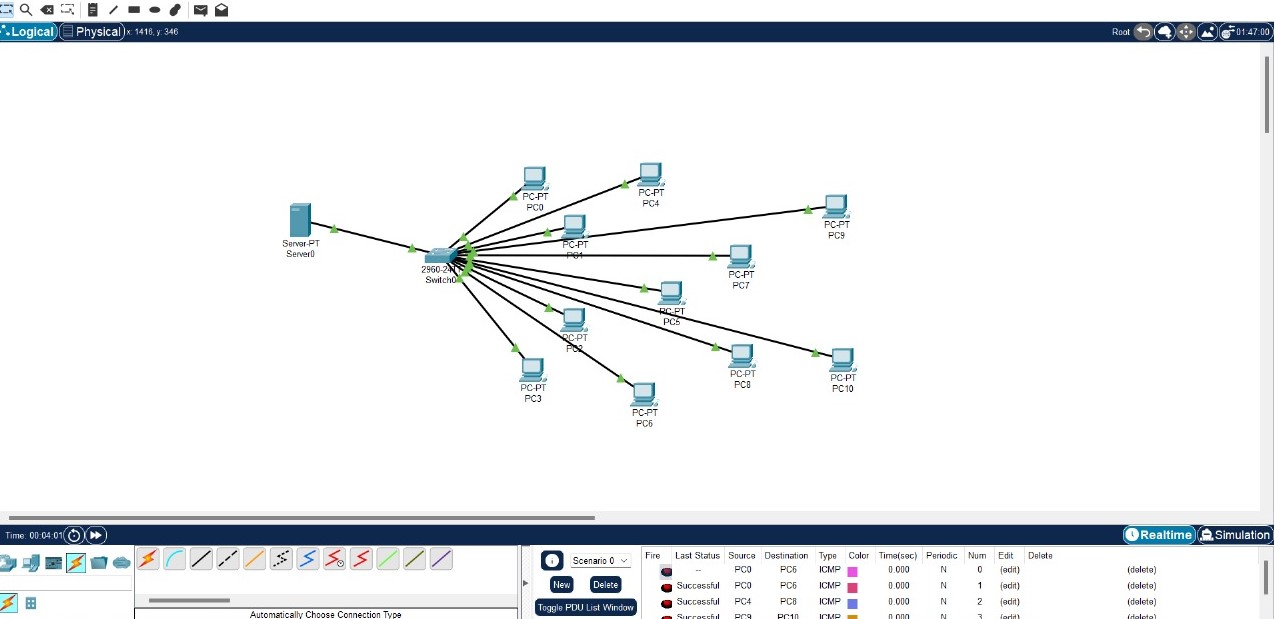 Logical Physical x: 1416, y: 346 Root 01:47:00
PC-PT
PC0
PC-PT
PC4
PC-PT
PC9
Server-PT
Server0
PC-PT
PC1
2960-24
Switch0
PC-PT
PC7
PC-PT
PC5
PC-PT
PC2
PC-PT
PC3
PC-PT
PC8
PC-PT
PC10
PC-PT
PC6
Time: 00:04:01 Realtime Simulation
Scenario 0
New Delete
Toggle PDU List Window
Automatically Choose Connection Type
Fire Last Status Source Destination Type Color Time(sec) Periodic Num Edit Delete
-- PC0 PC6 ICMP 0.000 N 0 (edit) (delete)
Successful PC0 PC6 ICMP 0.000 N 1 (edit) (delete)
Successful PC4 PC8 ICMP 0.000 N 2 (edit) (delete)
Successful PC9 PC10 ICMP 0.000 N 3 (edit) (delete)